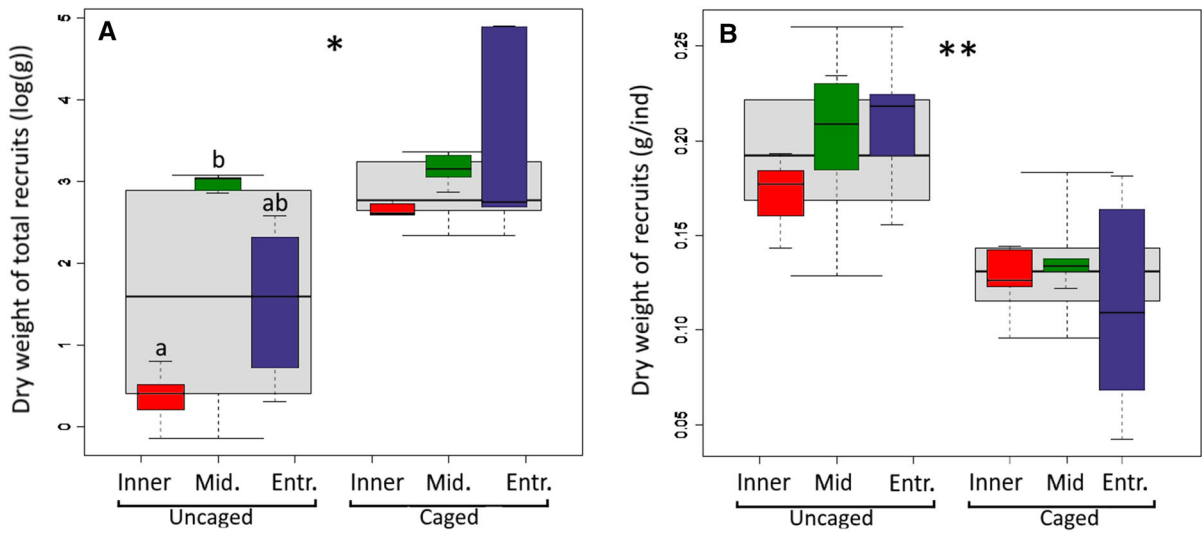 A
*
Dry weight of total recruits (log(g))
5
4
3
2
1
0
a
b
ab
Inner Mid. Entr. Inner Mid. Entr.
Uncaged Caged
B
**
Dry weight of recruits (g/ind)
0.25
0.20
0.15
0.10
0.05
Inner Mid Entr. Inner Mid Entr.
Uncaged Caged